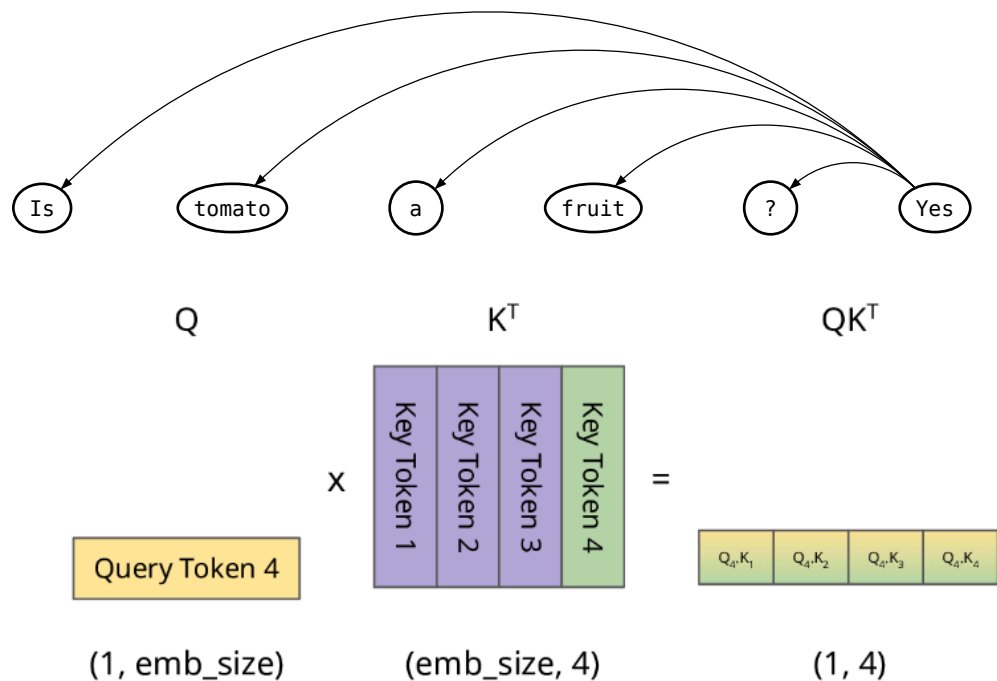 Is tomato a fruit ? Yes
Q K^T QK^T
Key Token 1
Key Token 2
Key Token 3
Key Token 4
x =
Query Token 4
Q₄.K₁ Q₄.K₂ Q₄.K₃ Q₄.K₄
(1, emb_size) (emb_size, 4) (1, 4)